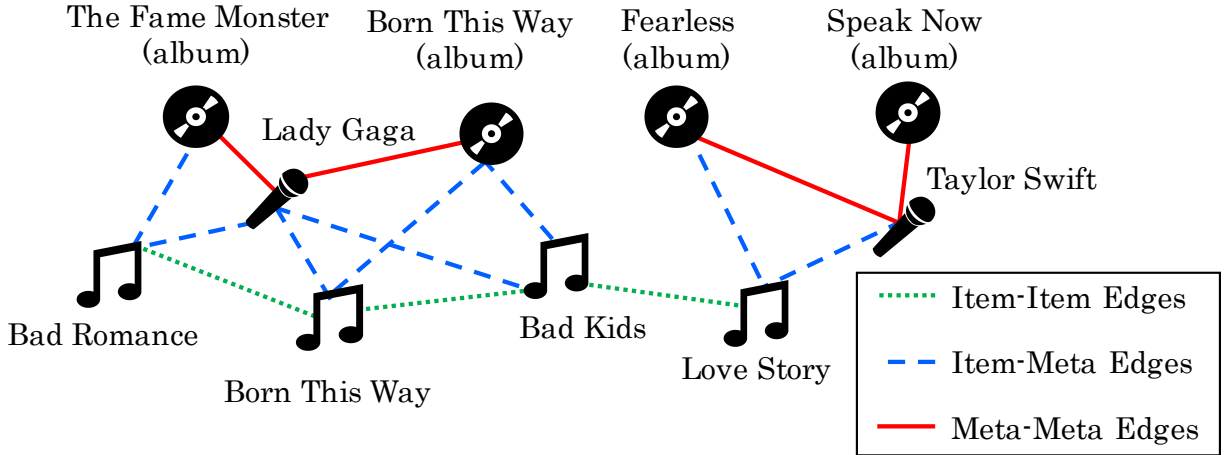 The Fame Monster
(album)
Born This Way
(album)
Fearless
(album)
Speak Now
(album)
Lady Gaga
Taylor Swift
Bad Romance
Born This Way
Bad Kids
Love Story
Item-Item Edges
Item-Meta Edges
Meta-Meta Edges